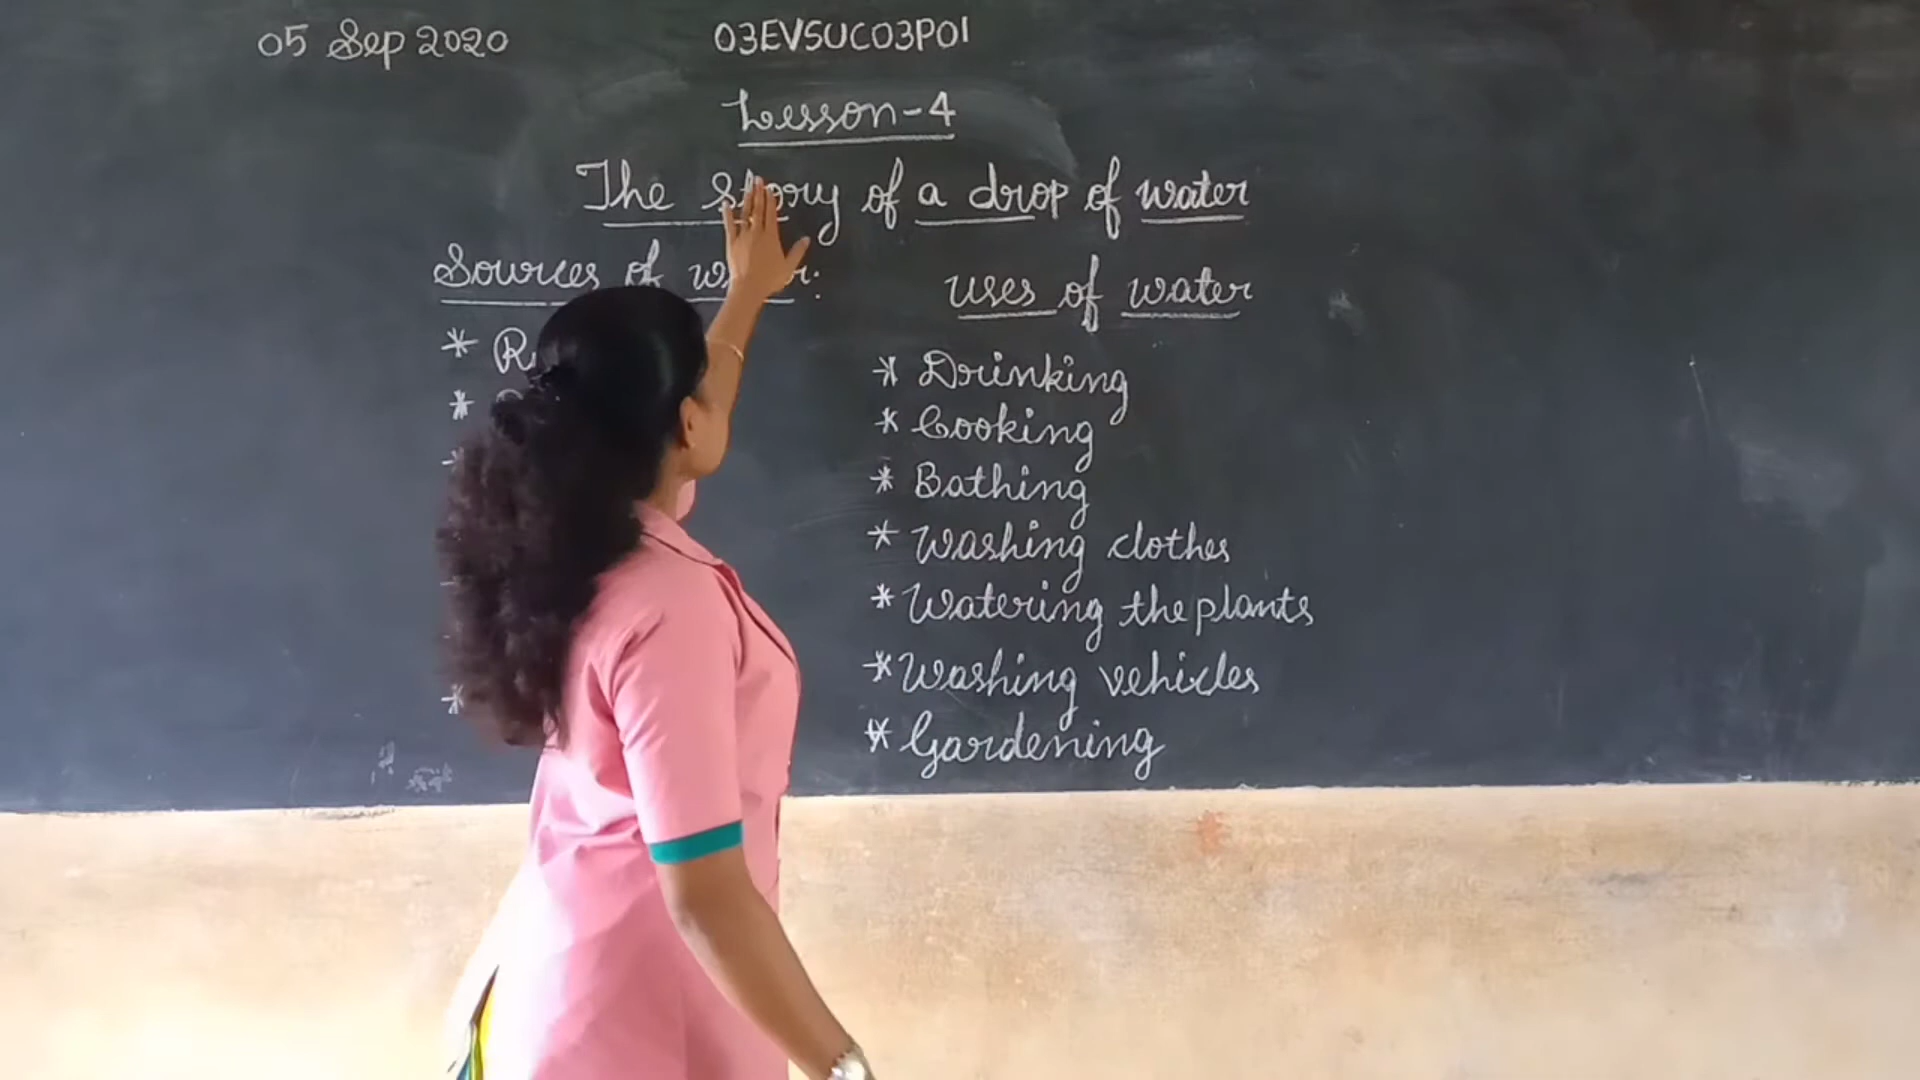 05 Sep 2020
03EVSUC03P01
Lesson-4
The story of a drop of water
Sources of water:
uses of water
* Drinking
* Cooking
* Bathing
* Washing clothes
* Watering the plants
* Washing vehicles
* Gardening